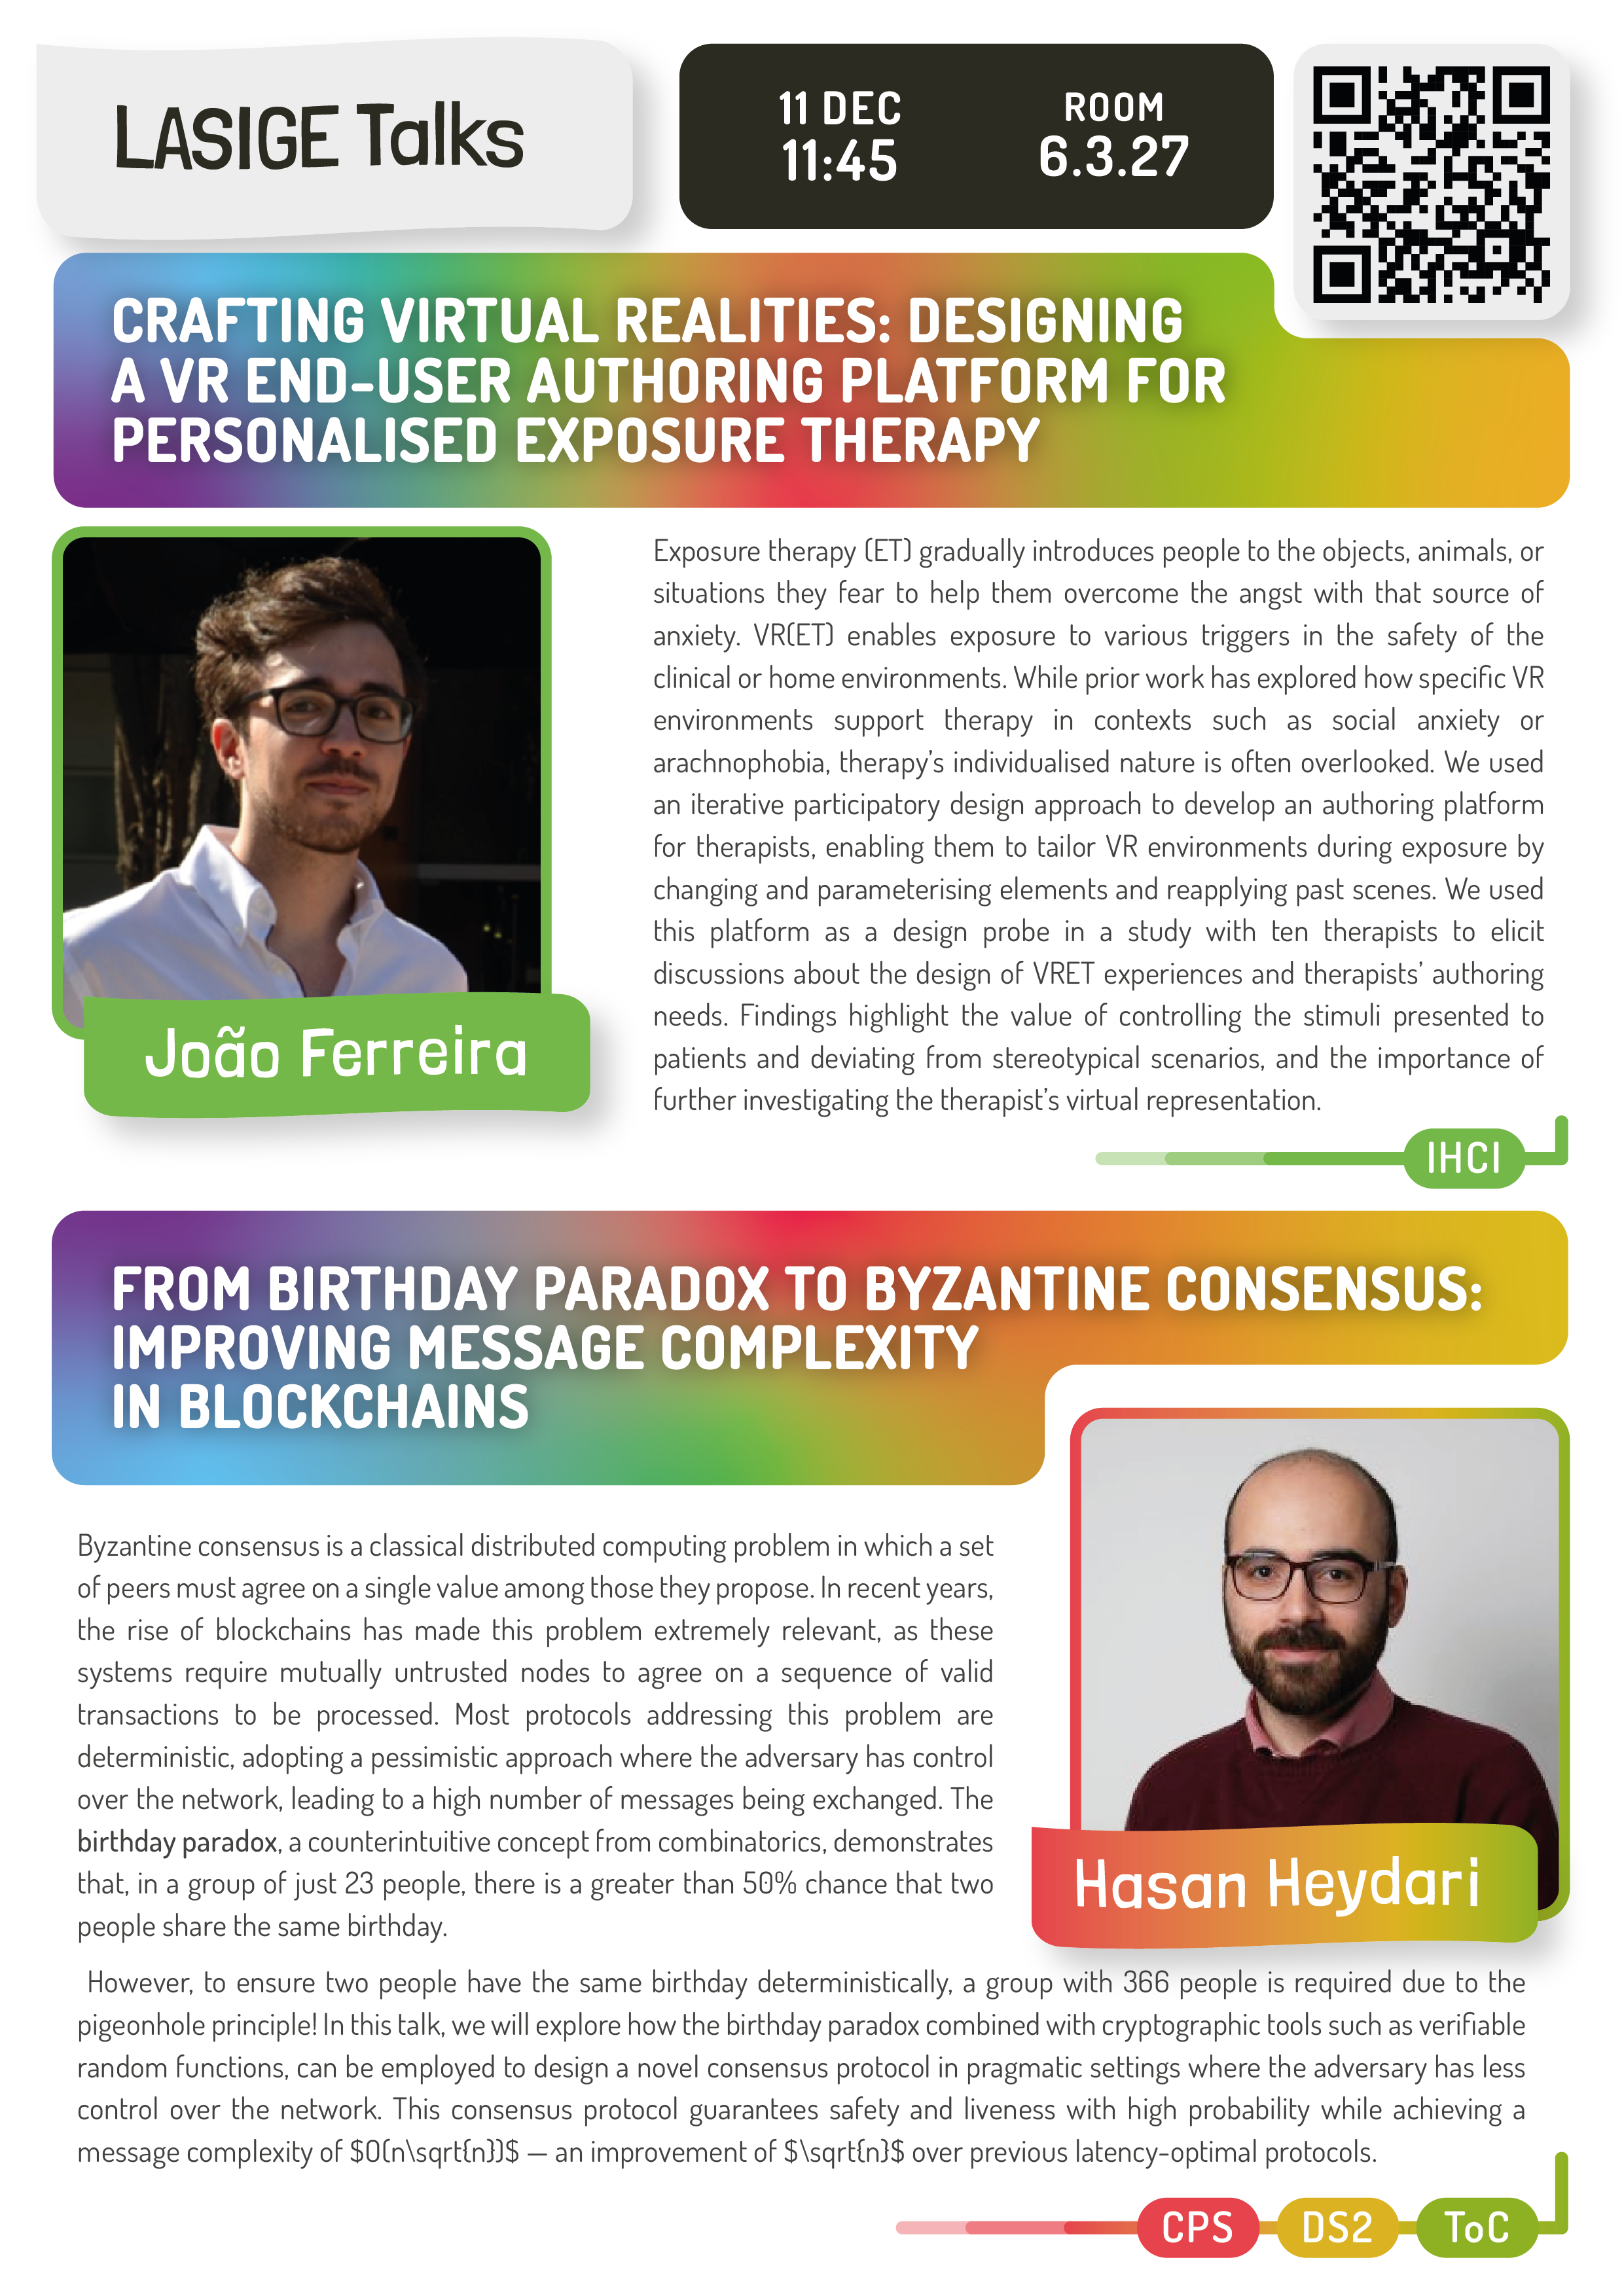 LASIGE Talks
11 DEC
11:45
ROOM
6.3.27
CRAFTING VIRTUAL REALITIES: DESIGNING
A VR END-USER AUTHORING PLATFORM FOR
PERSONALISED EXPOSURE THERAPY
Exposure therapy (ET) gradually introduces people to the objects, animals, or
situations they fear to help them overcome the angst with that source of
anxiety. VR(ET) enables exposure to various triggers in the safety of the
clinical or home environments. While prior work has explored how specific VR
environments support therapy in contexts such as social anxiety or
arachnophobia, therapy’s individualised nature is often overlooked. We used
an iterative participatory design approach to develop an authoring platform
for therapists, enabling them to tailor VR environments during exposure by
changing and parameterising elements and reapplying past scenes. We used
this platform as a design probe in a study with ten therapists to elicit
discussions about the design of VRET experiences and therapists’ authoring
needs. Findings highlight the value of controlling the stimuli presented to
patients and deviating from stereotypical scenarios, and the importance of
further investigating the therapist’s virtual representation.
João Ferreira
IHCI
FROM BIRTHDAY PARADOX TO BYZANTINE CONSENSUS:
IMPROVING MESSAGE COMPLEXITY
IN BLOCKCHAINS
Byzantine consensus is a classical distributed computing problem in which a set
of peers must agree on a single value among those they propose. In recent years,
the rise of blockchains has made this problem extremely relevant, as these
systems require mutually untrusted nodes to agree on a sequence of valid
transactions to be processed. Most protocols addressing this problem are
deterministic, adopting a pessimistic approach where the adversary has control
over the network, leading to a high number of messages being exchanged. The
birthday paradox, a counterintuitive concept from combinatorics, demonstrates
that, in a group of just 23 people, there is a greater than 50% chance that two
people share the same birthday.
Hasan Heydari
However, to ensure two people have the same birthday deterministically, a group with 366 people is required due to the
pigeonhole principle! In this talk, we will explore how the birthday paradox combined with cryptographic tools such as verifiable
random functions, can be employed to design a novel consensus protocol in pragmatic settings where the adversary has less
control over the network. This consensus protocol guarantees safety and liveness with high probability while achieving a
message complexity of $O(n\sqrt{n})$ — an improvement of $\sqrt{n}$ over previous latency-optimal protocols.
CPS
DS2
ToC